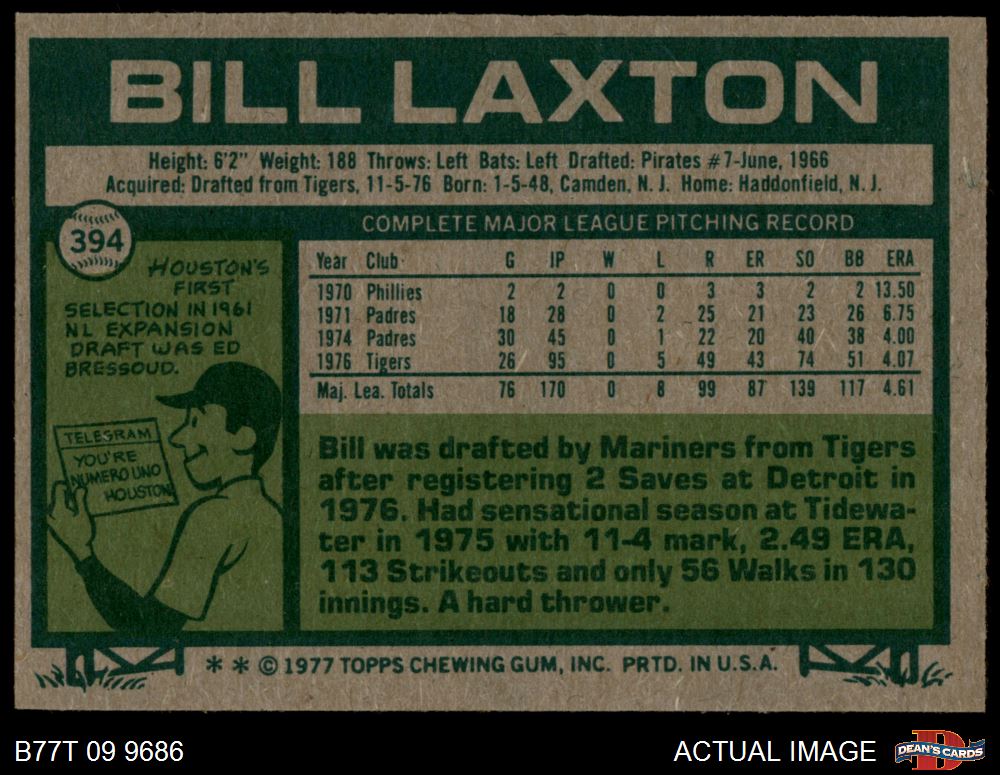 BILL LAXTON
Height: 6'2" Weight: 188 Throws: Left Bats: Left Drafted: Pirates #7-June, 1966
Acquired: Drafted from Tigers, 11-5-76 Born: 1-5-48, Camden, N. J. Home: Haddonfield, N. J.
394
HOUSTON'S
FIRST
SELECTION IN 1961
NL EXPANSION
DRAFT WAS ED
BRESSOUD.
TELEGRAM
YOU'RE
NUMERO UNO
HOUSTON
COMPLETE MAJOR LEAGUE PITCHING RECORD
Year Club G IP W L R ER SO BB ERA
1970 Phillies 2 2 0 0 3 3 2 2 13.50
1971 Padres 18 28 0 2 25 21 23 26 6.75
1974 Padres 30 45 0 1 22 20 40 38 4.00
1976 Tigers 26 95 0 5 49 43 74 51 4.07
Maj. Lea. Totals 76 170 0 8 99 87 139 117 4.61
Bill was drafted by Mariners from Tigers
after registering 2 Saves at Detroit in
1976. Had sensational season at Tidewa-
ter in 1975 with 11-4 mark, 2.49 ERA,
113 Strikeouts and only 56 Walks in 130
innings. A hard thrower.
* * © 1977 TOPPS CHEWING GUM, INC. PRTD. IN U.S.A.
B77T 09 9686
ACTUAL IMAGE
D
DEAN'S CARDS